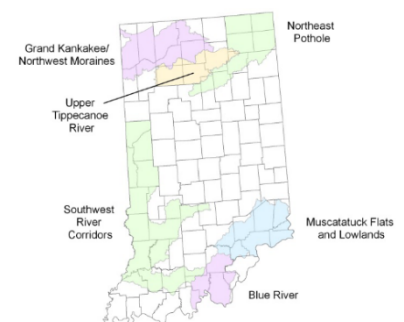 Northeast
Pothole
Grand Kankakee/
Northwest Moraines
Upper
Tippecanoe
River
Southwest
River
Corridors
Muscatatuck Flats
and Lowlands
Blue River